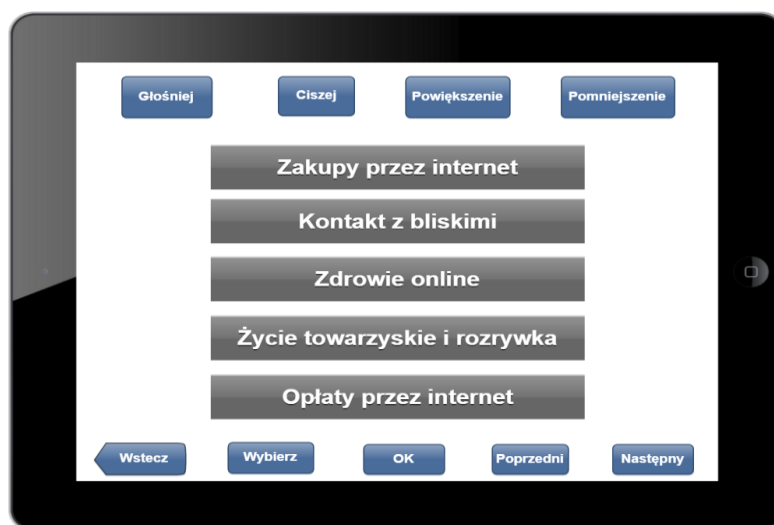 Głośniej
Ciszej
Powiększenie
Pomniejszenie
Zakupy przez internet
Kontakt z bliskimi
Zdrowie online
Życie towarzyskie i rozrywka
Opłaty przez internet
Wstecz
Wybierz
OK
Poprzedni
Następny